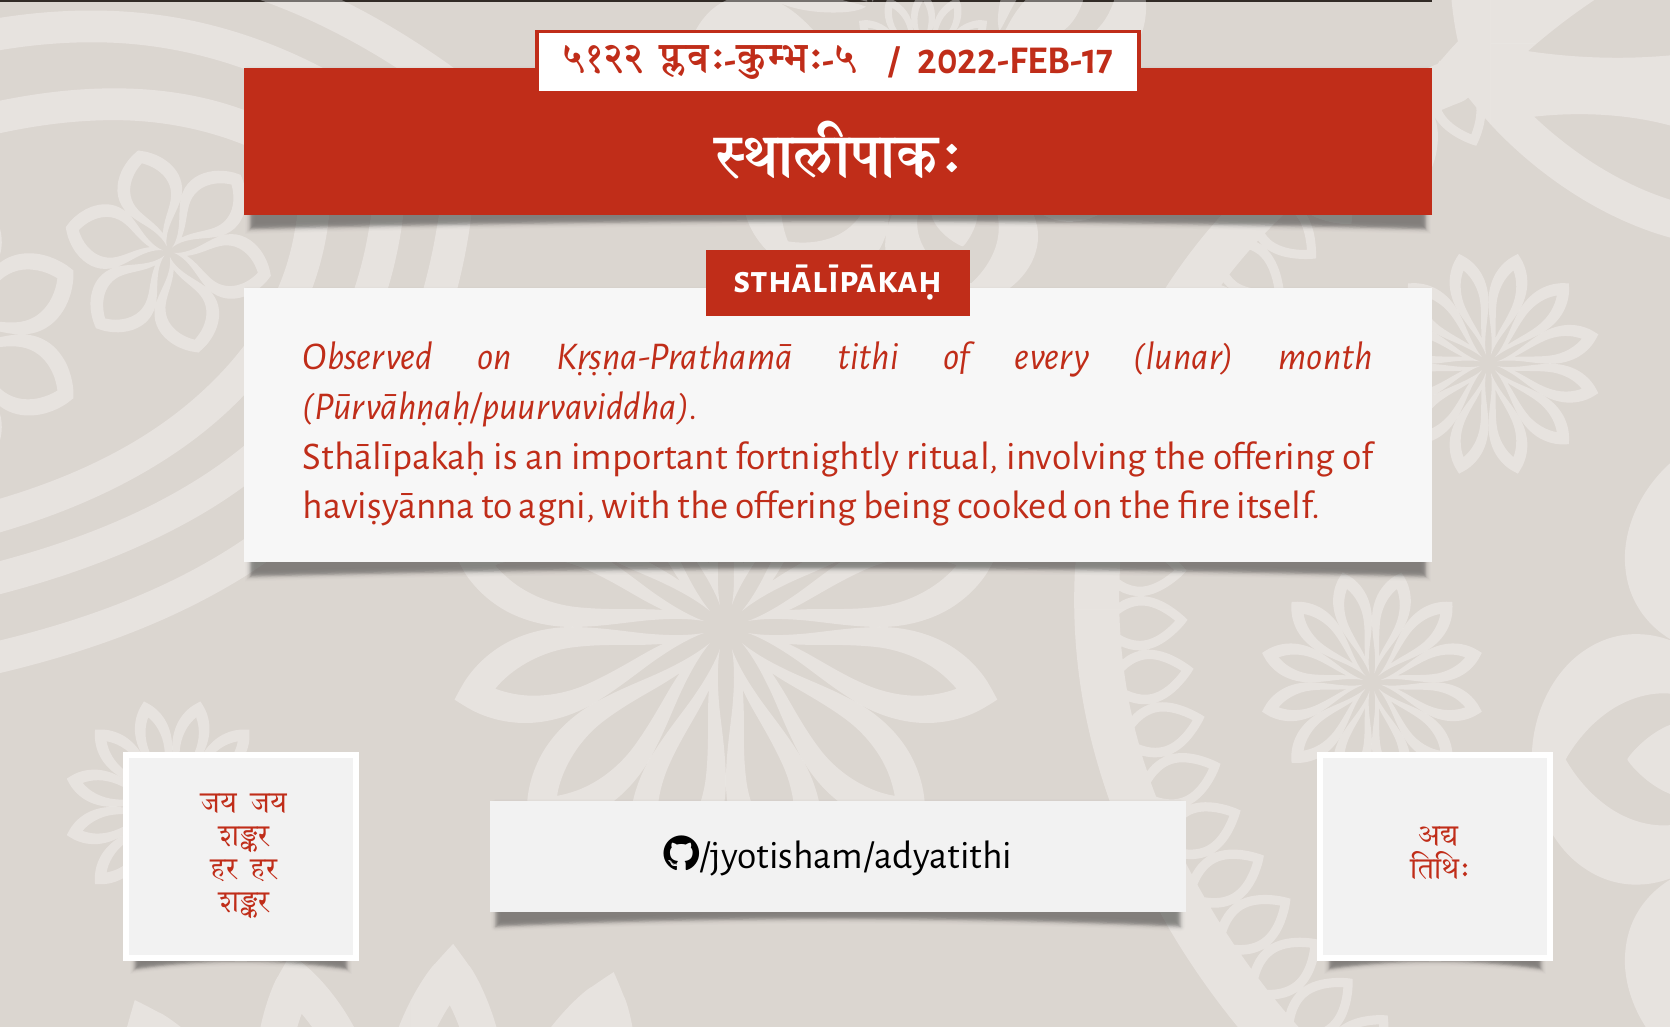 ५१२२ प्लवः-कुम्भः-५ / 2022-FEB-17
स्थालीपाकः
STHĀLĪPĀKAḤ
Observed on Kṛṣṇa-Prathamā tithi of every (lunar) month
(Pūrvāhṇaḥ/puurvaviddha).
Sthālīpakaḥ is an important fortnightly ritual, involving the offering of
haviṣyānna to agni, with the offering being cooked on the fire itself.
जय जय
शङ्कर
हर हर
शङ्कर
/jyotisham/adyatithi
अद्य
तिथिः